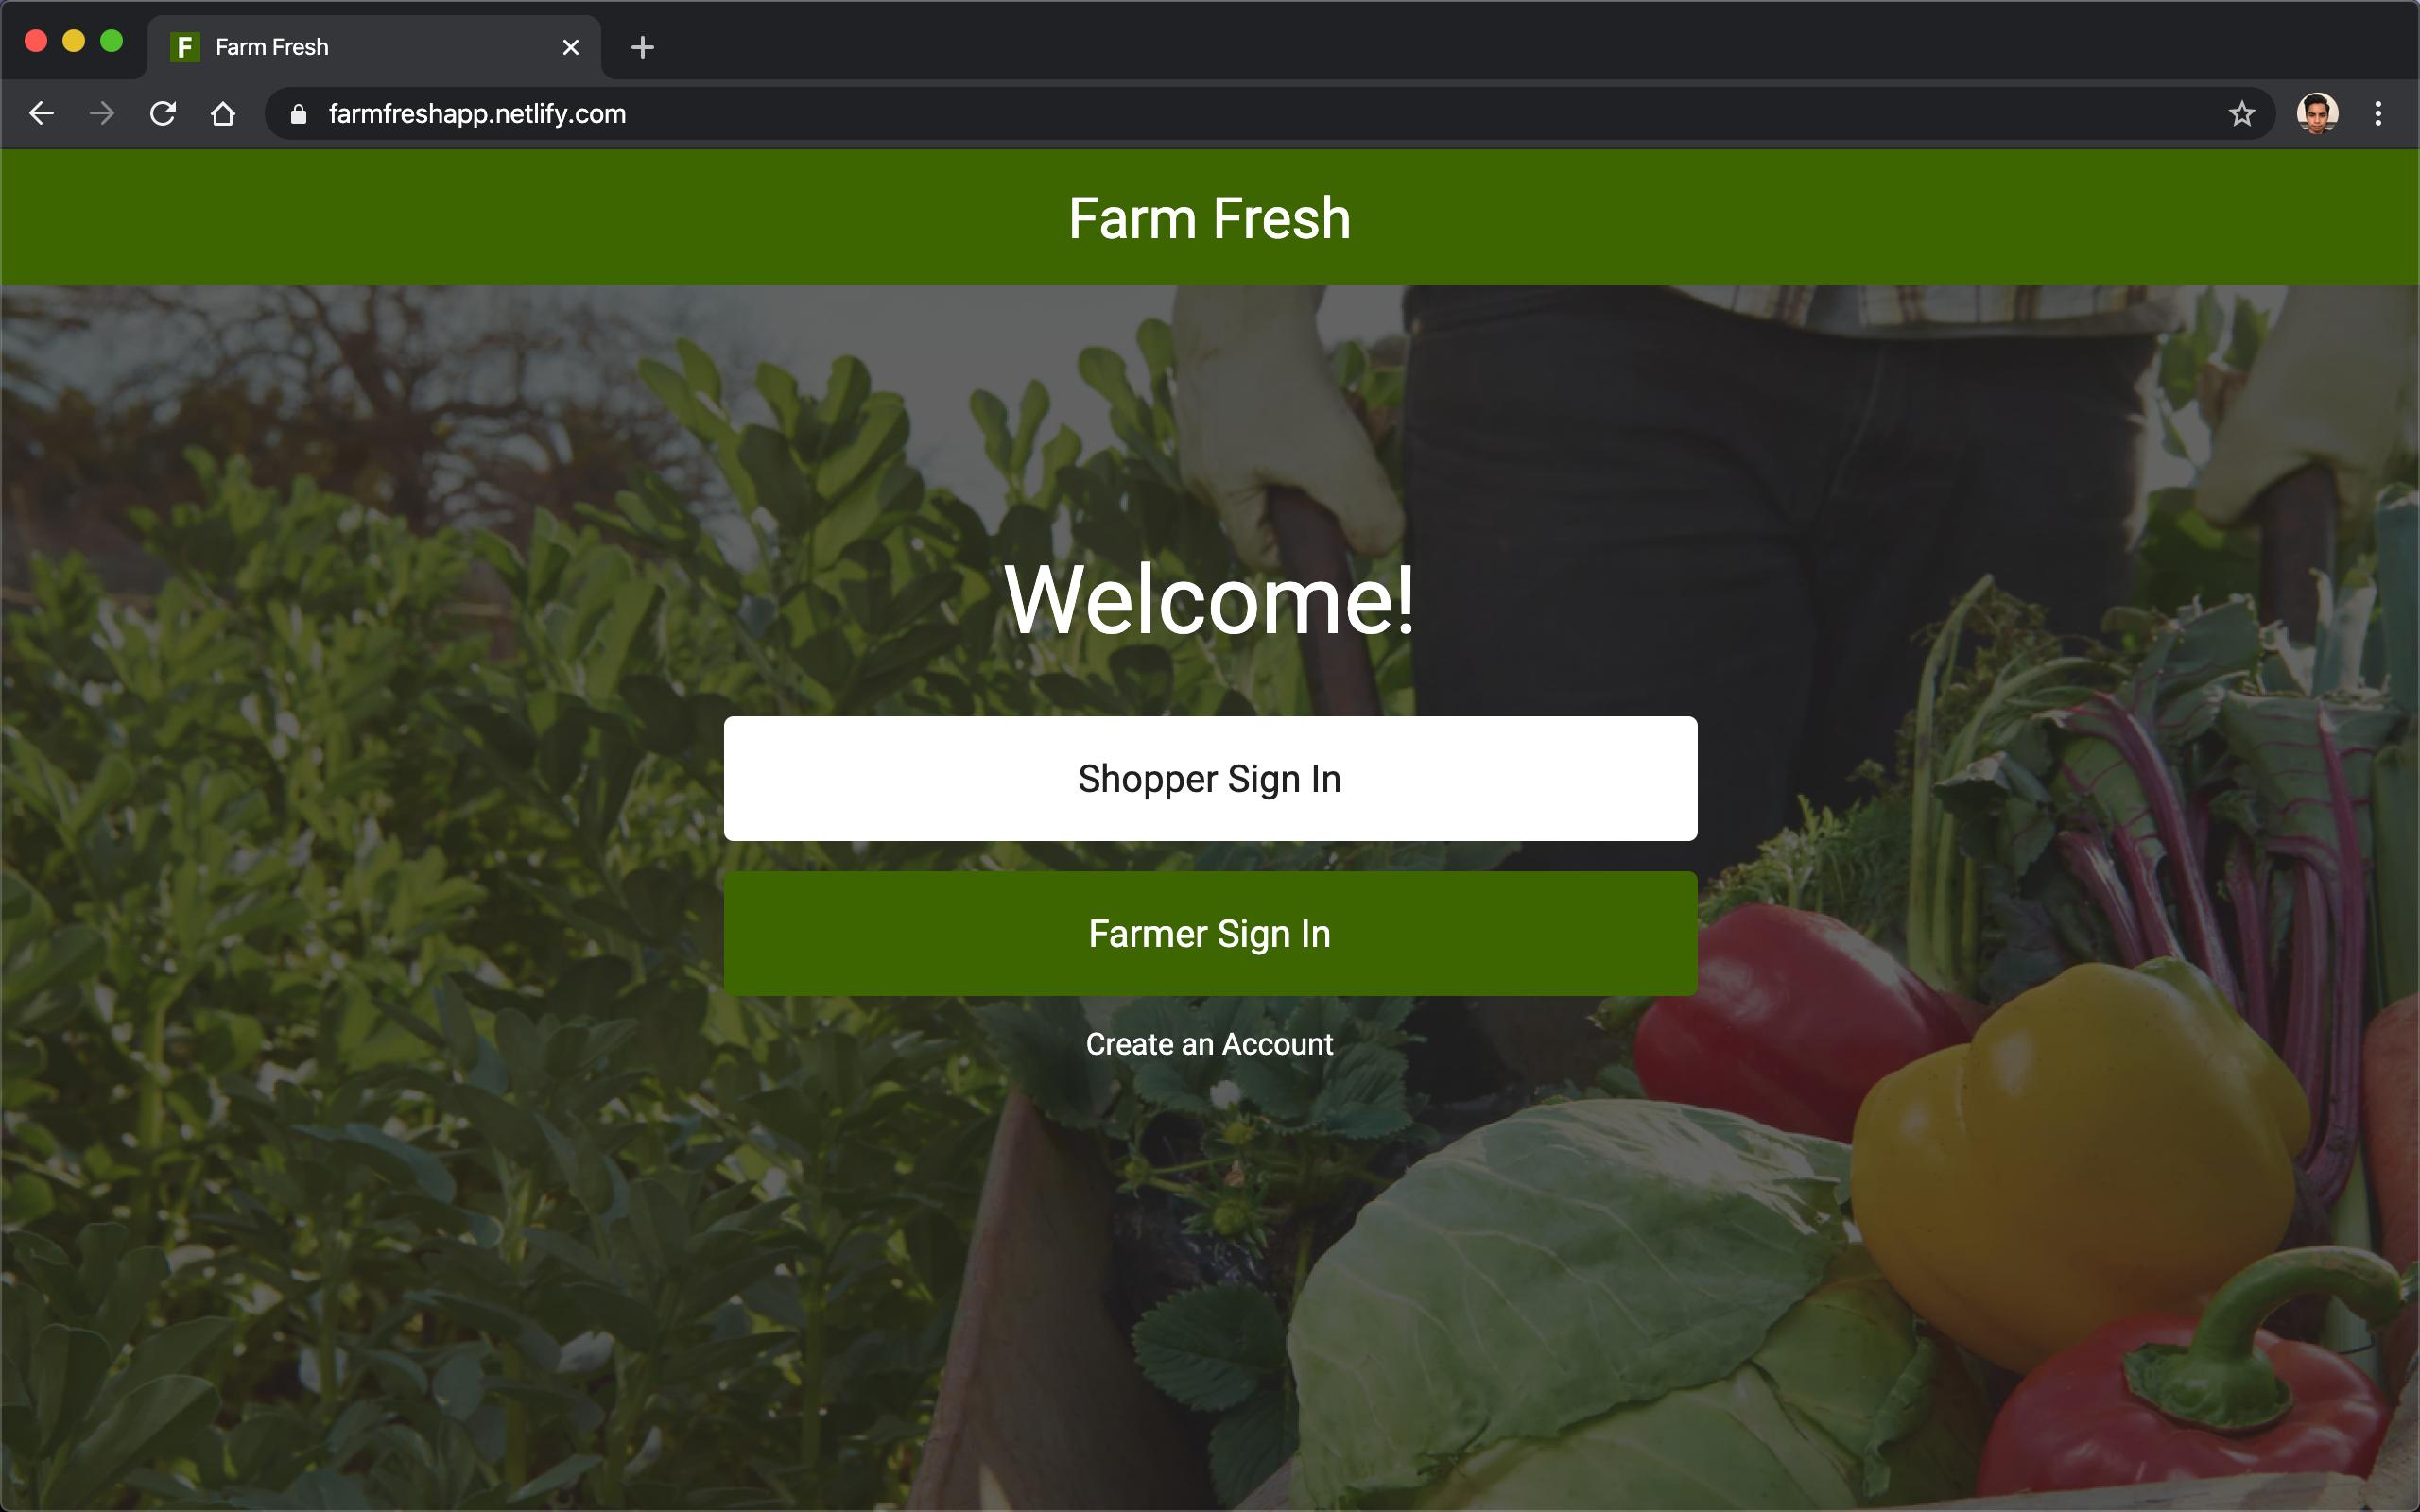 F Farm Fresh
farmfreshapp.netlify.com
Farm Fresh
Welcome!
Shopper Sign In
Farmer Sign In
Create an Account